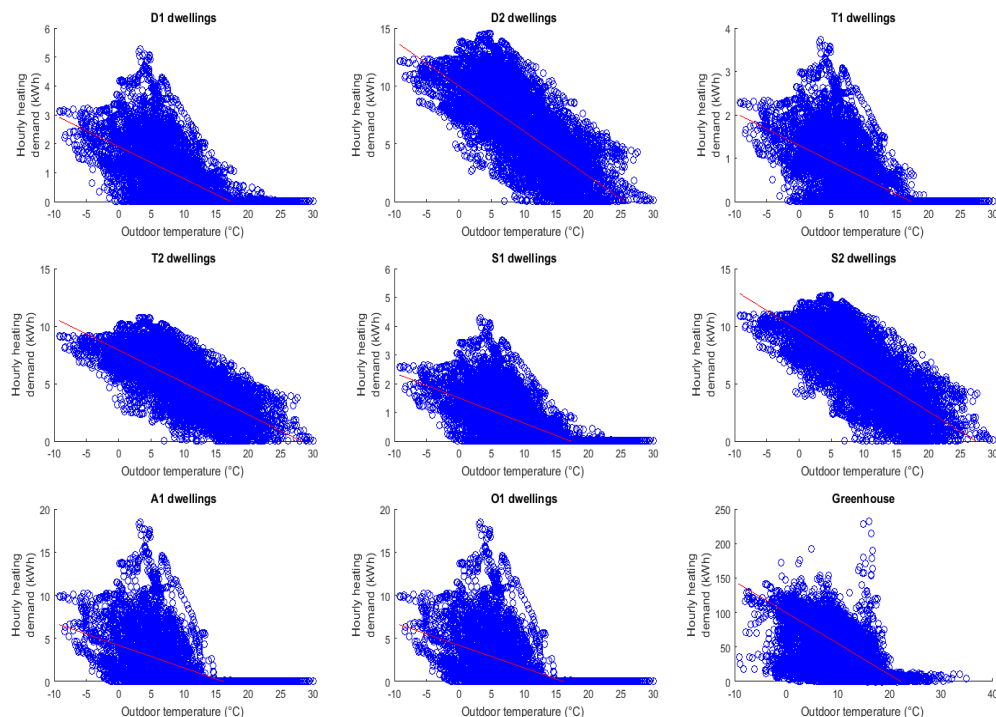 D1 dwellings
Hourly heating
demand (kWh)
6
5
4
3
2
1
0
-10 -5 0 5 10 15 20 25 30
Outdoor temperature (°C)
D2 dwellings
Hourly heating
demand (kWh)
15
10
5
0
-10 -5 0 5 10 15 20 25 30
Outdoor temperature (°C)
T1 dwellings
Hourly heating
demand (kWh)
4
3
2
1
0
-10 -5 0 5 10 15 20 25 30
Outdoor temperature (°C)
T2 dwellings
Hourly heating
demand (kWh)
15
10
5
0
-10 -5 0 5 10 15 20 25 30
Outdoor temperature (°C)
S1 dwellings
Hourly heating
demand (kWh)
6
5
4
3
2
1
0
-10 -5 0 5 10 15 20 25 30
Outdoor temperature (°C)
S2 dwellings
Hourly heating
demand (kWh)
15
10
5
0
-10 -5 0 5 10 15 20 25 30
Outdoor temperature (°C)
A1 dwellings
Hourly heating
demand (kWh)
20
15
10
5
0
-10 -5 0 5 10 15 20 25 30
Outdoor temperature (°C)
O1 dwellings
Hourly heating
demand (kWh)
20
15
10
5
0
-10 -5 0 5 10 15 20 25 30
Outdoor temperature (°C)
Greenhouse
Hourly heating
demand (kWh)
250
200
150
100
50
0
-10 0 10 20 30 40
Outdoor temperature (°C)